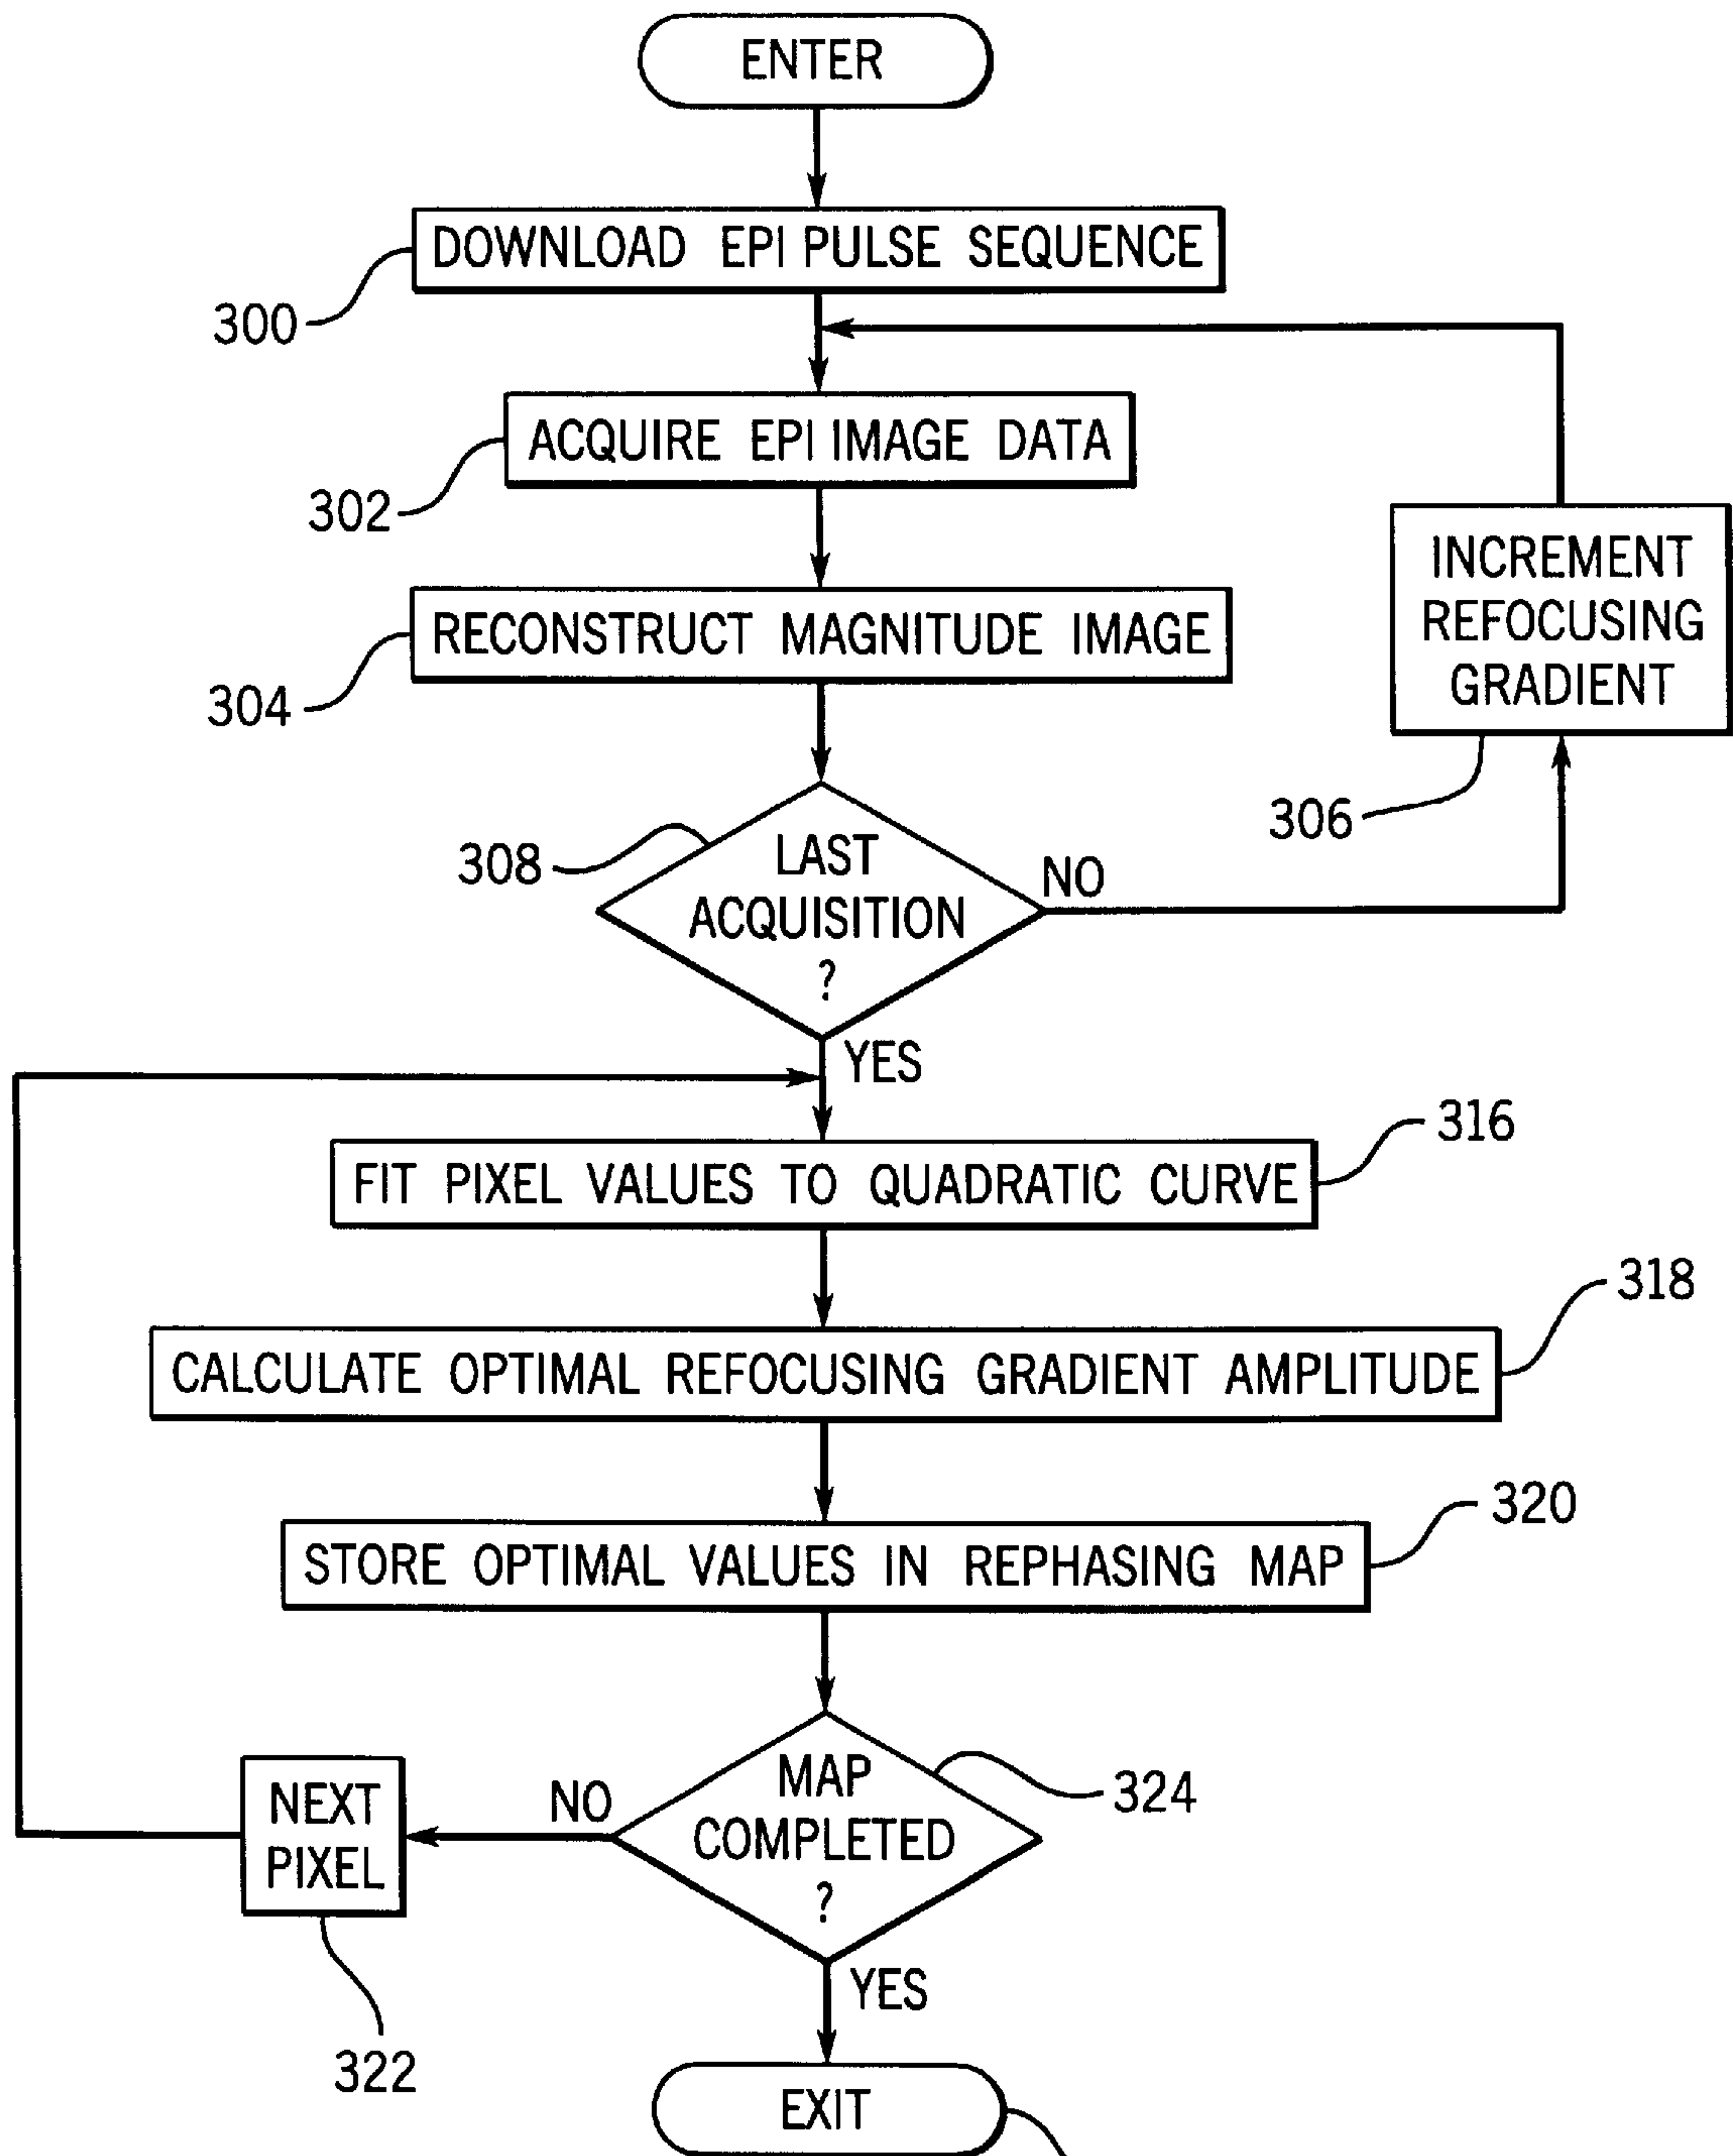 ENTER
DOWNLOAD EPI PULSE SEQUENCE
300
ACQUIRE EPI IMAGE DATA
302
INCREMENT
REFOCUSING
GRADIENT
RECONSTRUCT MAGNITUDE IMAGE
304
306
308
LAST
ACQUISITION
?
NO
YES
316
FIT PIXEL VALUES TO QUADRATIC CURVE
318
CALCULATE OPTIMAL REFOCUSING GRADIENT AMPLITUDE
320
STORE OPTIMAL VALUES IN REPHASING MAP
MAP
COMPLETED
?
324
NO
NEXT
PIXEL
322
YES
EXIT